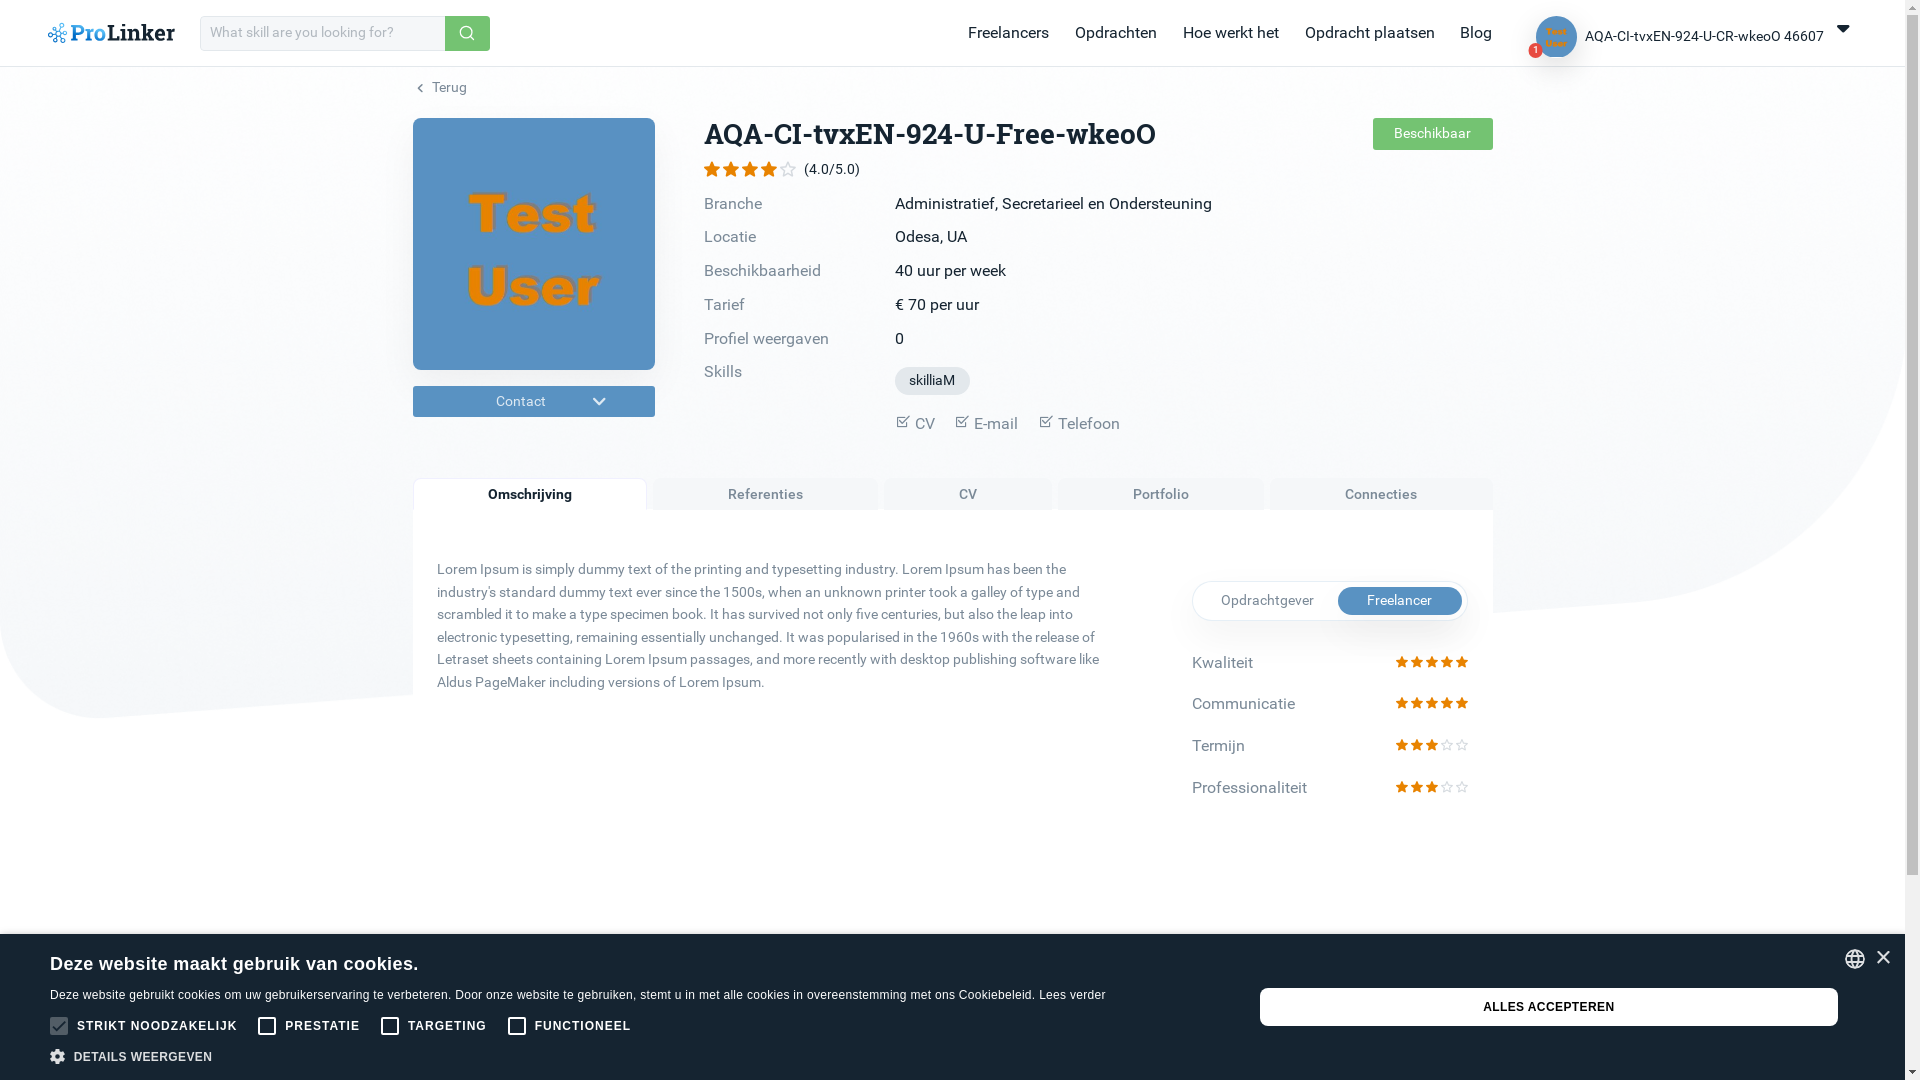 ProLinker
What skill are you looking for?
Freelancers
Opdrachten
Hoe werkt het
Opdracht plaatsen
Blog
Test
User
1
AQA-CI-tvxEN-924-U-CR-wkeoO 46607
Terug
Test
User
Contact
AQA-CI-tvxEN-924-U-Free-wkeoO
Beschikbaar
(4.0/5.0)
Branche Administratief, Secretarieel en Ondersteuning
Locatie Odesa, UA
Beschikbaarheid 40 uur per week
Tarief € 70 per uur
Profiel weergaven 0
Skills skilliaM
CV E-mail Telefoon
Omschrijving Referenties CV Portfolio Connecties
Lorem Ipsum is simply dummy text of the printing and typesetting industry. Lorem Ipsum has been the
industry's standard dummy text ever since the 1500s, when an unknown printer took a galley of type and
scrambled it to make a type specimen book. It has survived not only five centuries, but also the leap into
electronic typesetting, remaining essentially unchanged. It was popularised in the 1960s with the release of
Letraset sheets containing Lorem Ipsum passages, and more recently with desktop publishing software like
Aldus PageMaker including versions of Lorem Ipsum.
Opdrachtgever Freelancer
Kwaliteit
Communicatie
Termijn
Professionaliteit
Deze website maakt gebruik van cookies.
Deze website gebruikt cookies om uw gebruikerservaring te verbeteren. Door onze website te gebruiken, stemt u in met alle cookies in overeenstemming met ons Cookiebeleid. Lees verder
STRIKT NOODZAKELIJK PRESTATIE TARGETING FUNCTIONEEL
DETAILS WEERGEVEN
ALLES ACCEPTEREN
×